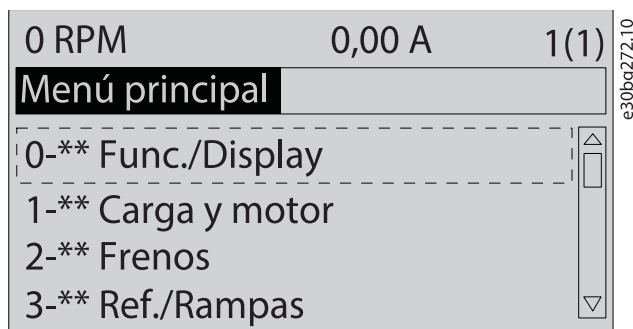 0 RPM 0,00 A 1(1)
Menú principal
0-** Func./Display
1-** Carga y motor
2-** Frenos
3-** Ref./Rampas
e30bg272.10